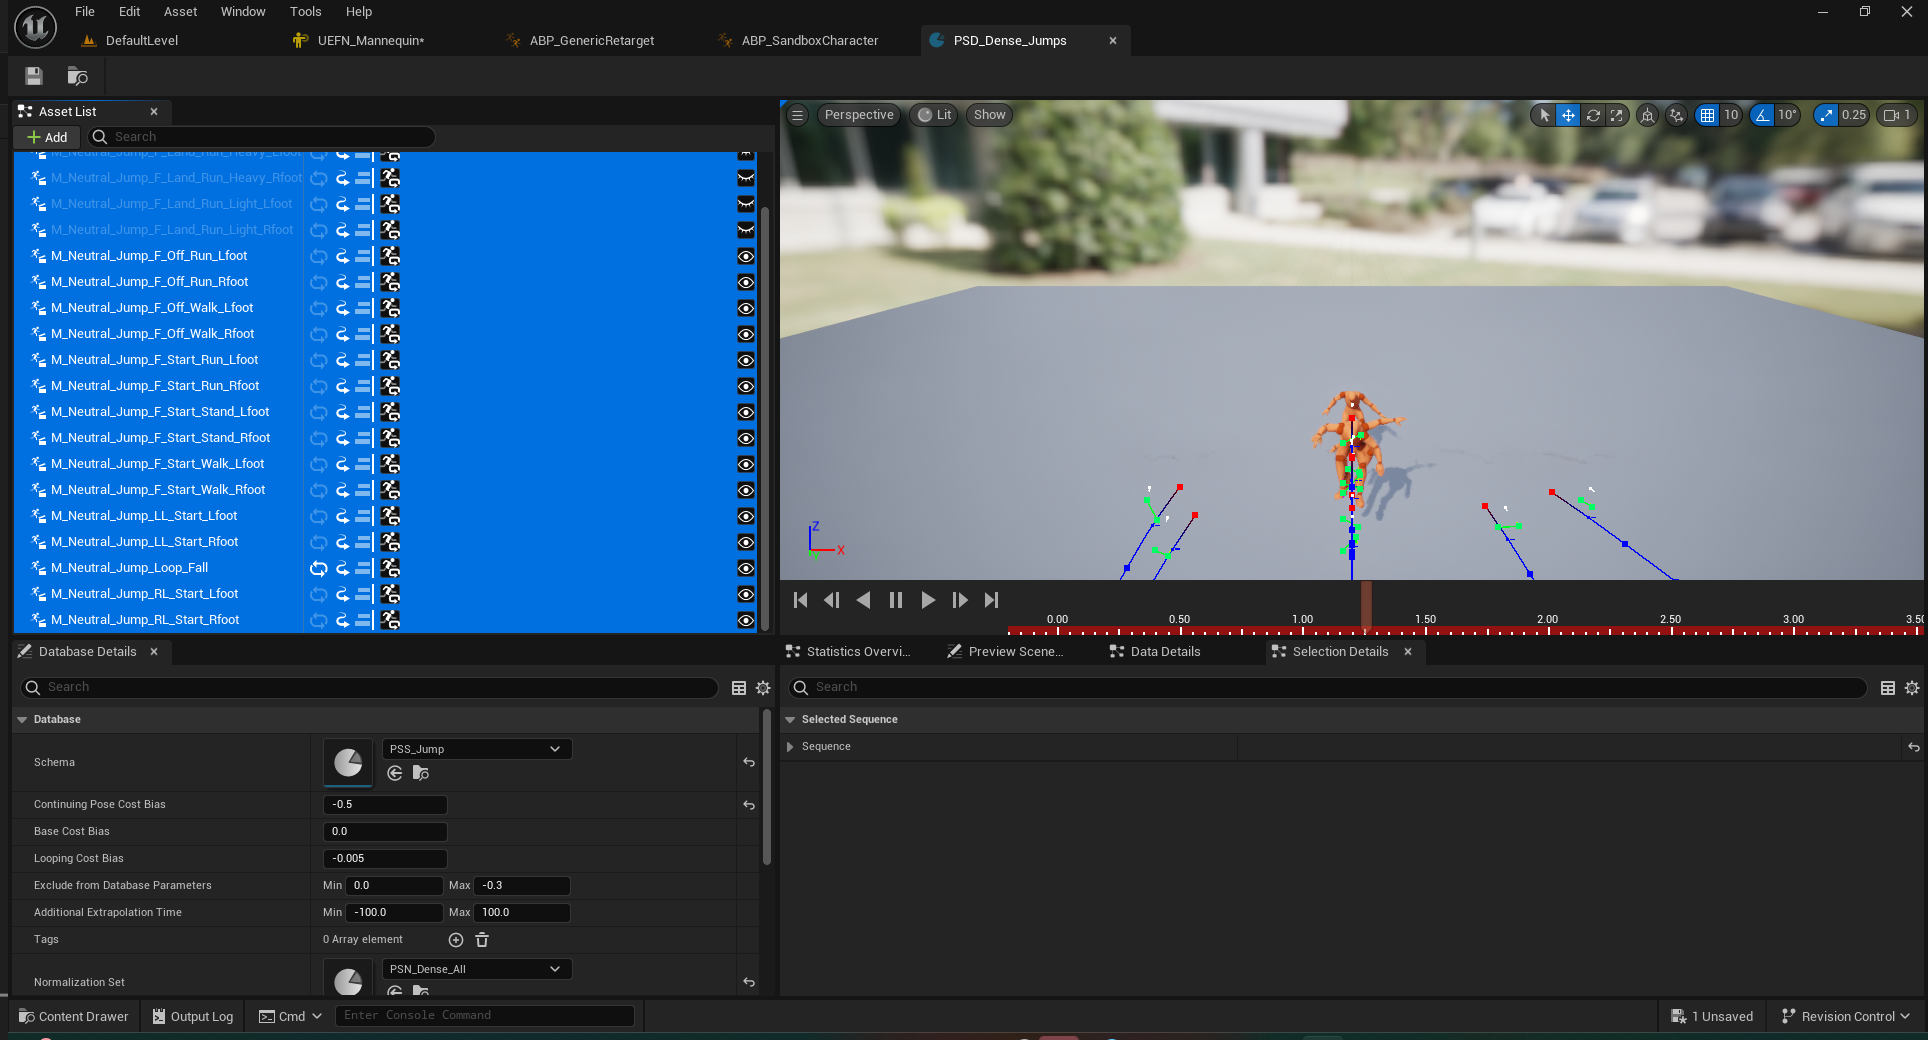 File Edit Asset Window Tools Help
DefaultLevel UEFN_Mannequin* ABP_GenericRetarget ABP_SandboxCharacter PSD_Dense_Jumps
Asset List
Add Search
M_Neutral_Jump_F_Land_Run_Heavy_Lfoot
M_Neutral_Jump_F_Land_Run_Heavy_Rfoot
M_Neutral_Jump_F_Land_Run_Light_Lfoot
M_Neutral_Jump_F_Land_Run_Light_Rfoot
M_Neutral_Jump_F_Off_Run_Lfoot
M_Neutral_Jump_F_Off_Run_Rfoot
M_Neutral_Jump_F_Off_Walk_Lfoot
M_Neutral_Jump_F_Off_Walk_Rfoot
M_Neutral_Jump_F_Start_Run_Lfoot
M_Neutral_Jump_F_Start_Run_Rfoot
M_Neutral_Jump_F_Start_Stand_Lfoot
M_Neutral_Jump_F_Start_Stand_Rfoot
M_Neutral_Jump_F_Start_Walk_Lfoot
M_Neutral_Jump_F_Start_Walk_Rfoot
M_Neutral_Jump_LL_Start_Lfoot
M_Neutral_Jump_LL_Start_Rfoot
M_Neutral_Jump_Loop_Fall
M_Neutral_Jump_RL_Start_Lfoot
M_Neutral_Jump_RL_Start_Rfoot
Perspective Lit Show 10 10° 0.25 1
Z
X
0.00 0.50 1.00 1.50 2.00 2.50 3.00 3.50
Database Details
Search
Database
Schema PSS_Jump
Continuing Pose Cost Bias -0.5
Base Cost Bias 0.0
Looping Cost Bias -0.005
Exclude from Database Parameters Min 0.0 Max -0.3
Additional Extrapolation Time Min -100.0 Max 100.0
Tags 0 Array element
Normalization Set PSN_Dense_All
Statistics Overvi... Preview Scene... Data Details Selection Details
Search
Selected Sequence
Sequence
Content Drawer Output Log Cmd Enter Console Command 1 Unsaved Revision Control